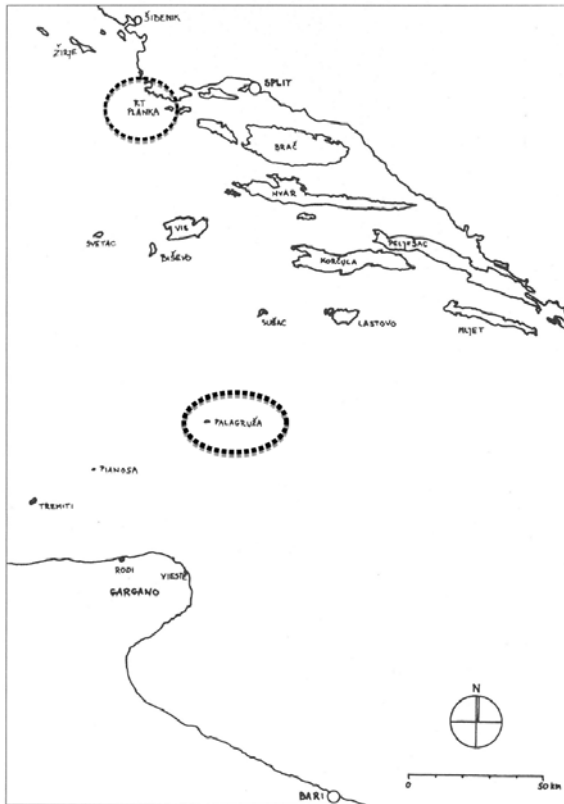 ŠIBENIK
ŽIRJE
SPLIT
RT
PLANKA
BRAČ
HVAR
VIS
SVETAC
BIŠEVO
PELJEŠAC
KORČULA
SUŠAC
LASTOVO
MLJET
PALAGRUŽA
PIANOSA
TREMITI
RODI
VIESTE
GARGANO
N
BARI
0
50 km